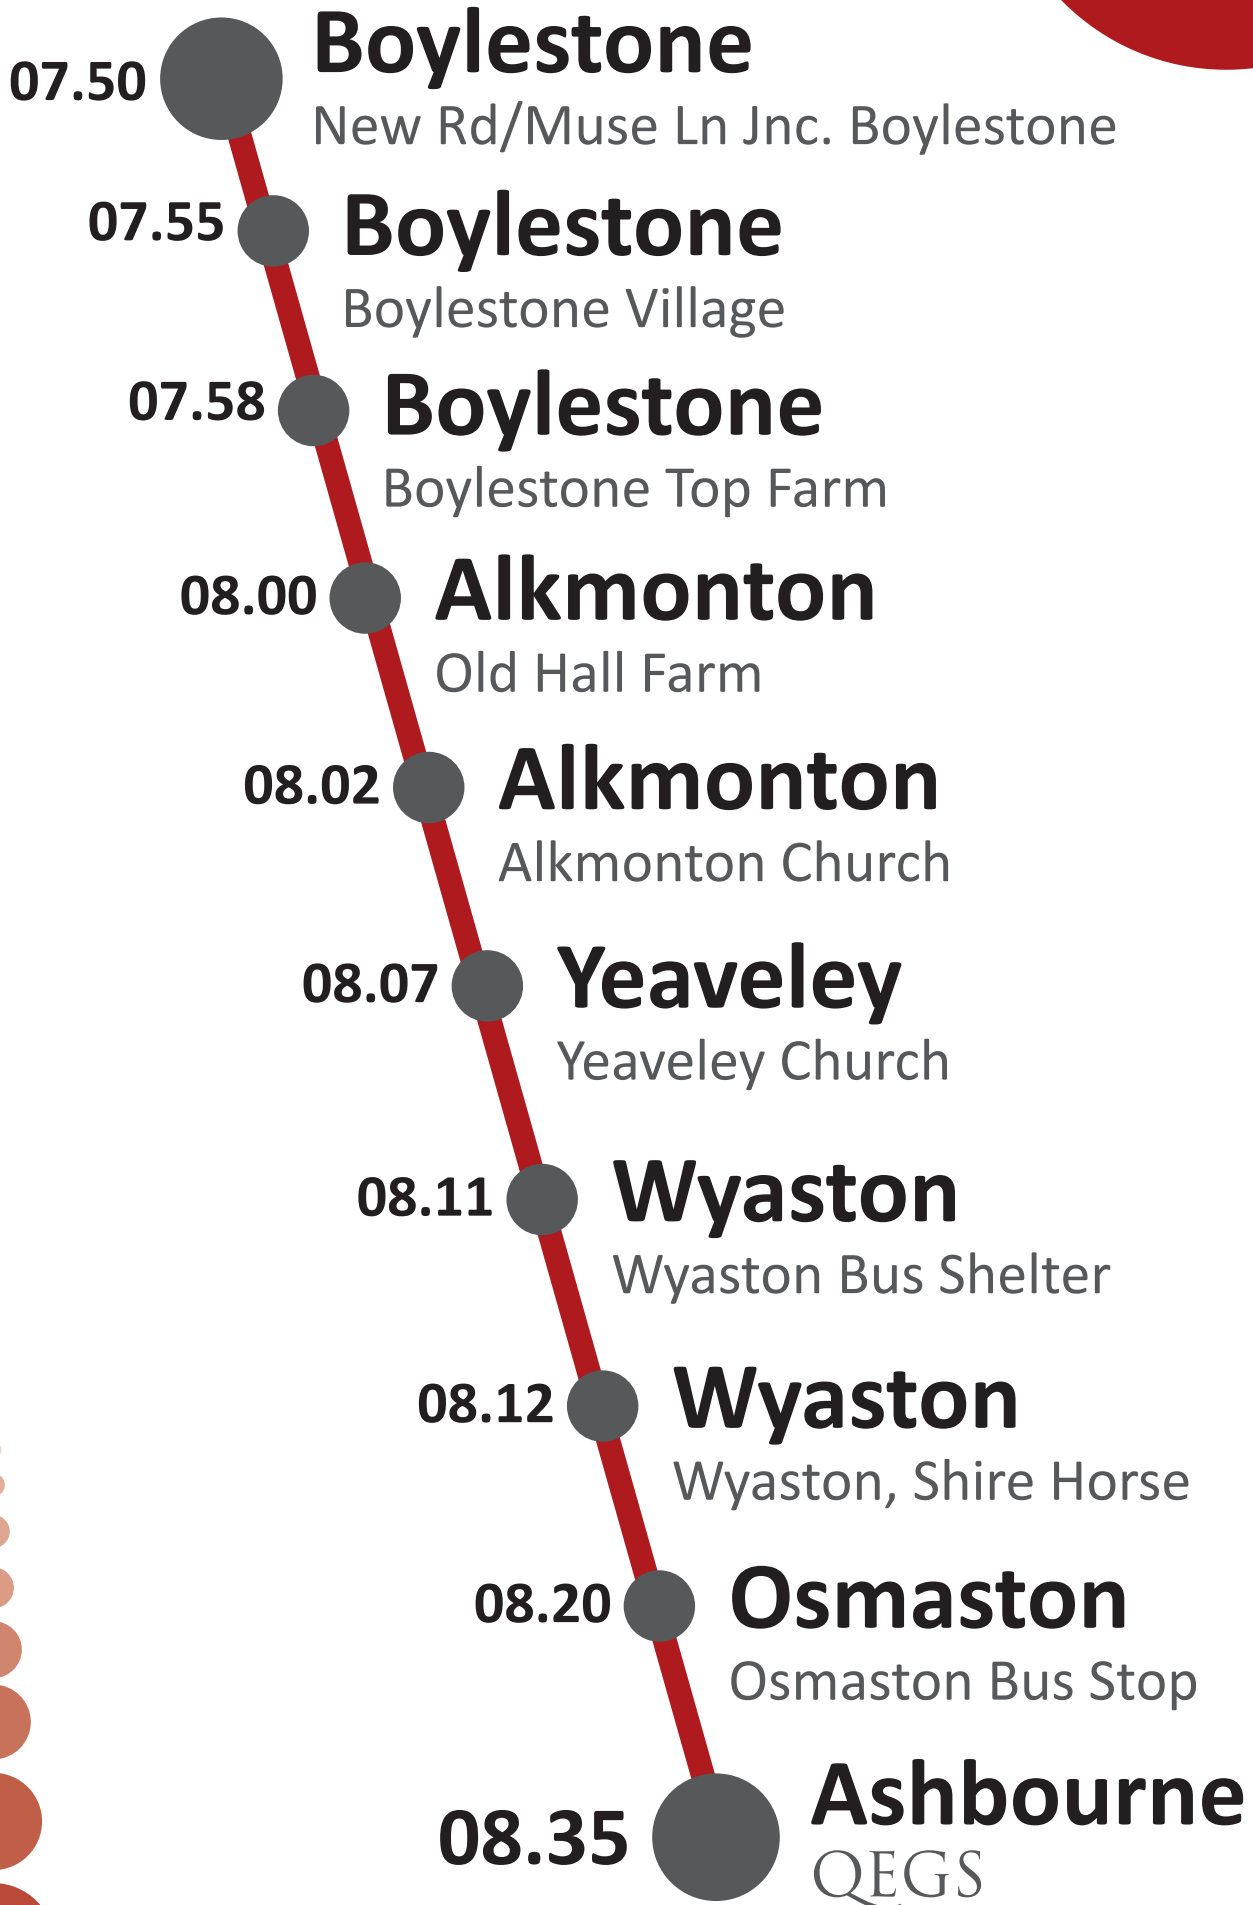 07.50 Boylestone
New Rd/Muse Ln Jnc. Boylestone
07.55 Boylestone
Boylestone Village
07.58 Boylestone
Boylestone Top Farm
08.00 Alkmonton
Old Hall Farm
08.02 Alkmonton
Alkmonton Church
08.07 Yeaveley
Yeaveley Church
08.11 Wyaston
Wyaston Bus Shelter
08.12 Wyaston
Wyaston, Shire Horse
08.20 Osmaston
Osmaston Bus Stop
08.35 Ashbourne
QEGS